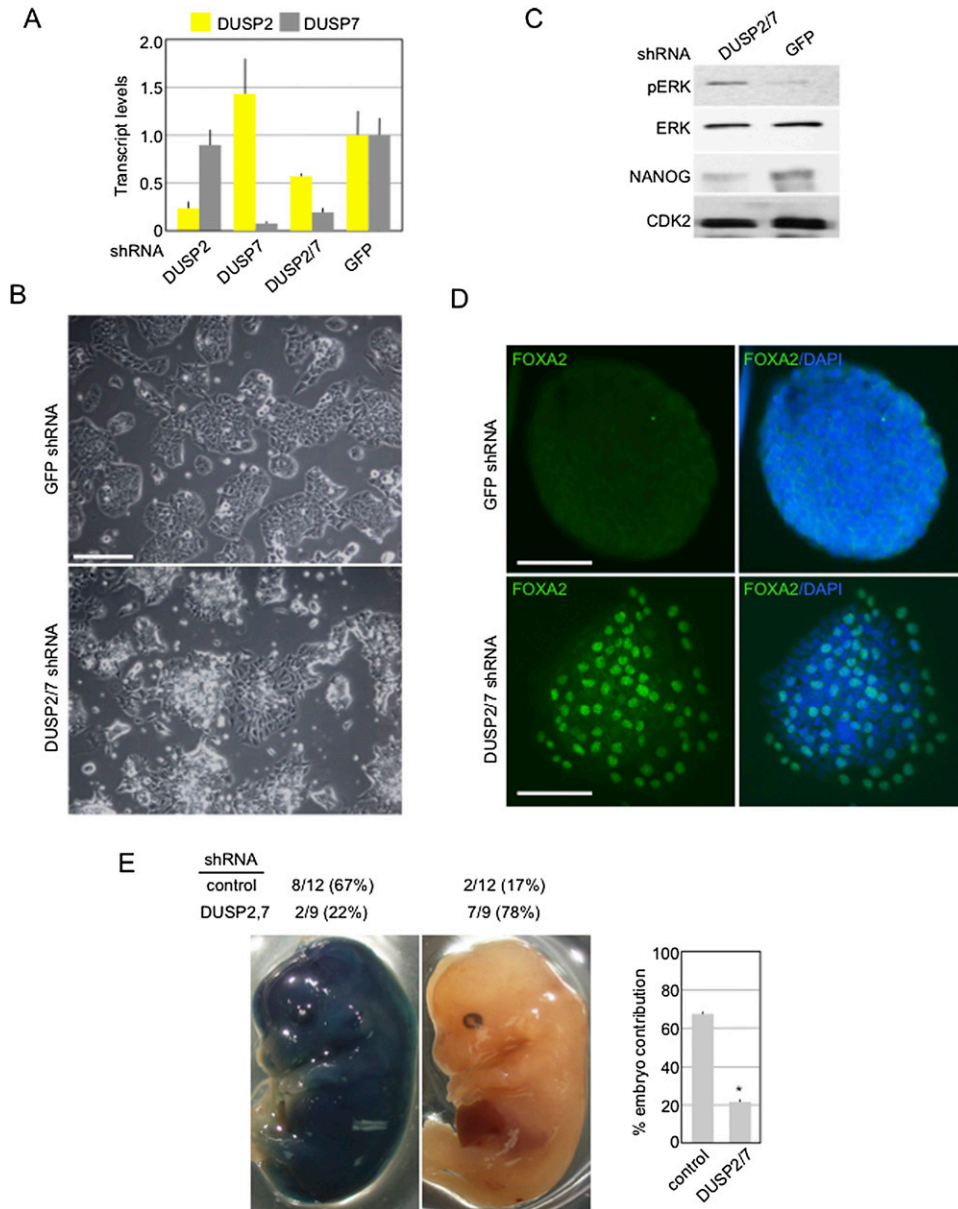 A
DUSP2 DUSP7
Transcript levels
2.0
1.5
1.0
0.5
0
shRNA
DUSP2
DUSP7
DUSP2/7
GFP
B
GFP shRNA
DUSP2/7 shRNA
C
shRNA
DUSP2/7
GFP
pERK
ERK
NANOG
CDK2
D
GFP shRNA
FOXA2
FOXA2/DAPI
DUSP2/7 shRNA
FOXA2
FOXA2/DAPI
E
shRNA
control 8/12 (67%) 2/12 (17%)
DUSP2,7 2/9 (22%) 7/9 (78%)
% embryo contribution
100
80
60
40
20
0
*
control
DUSP2/7